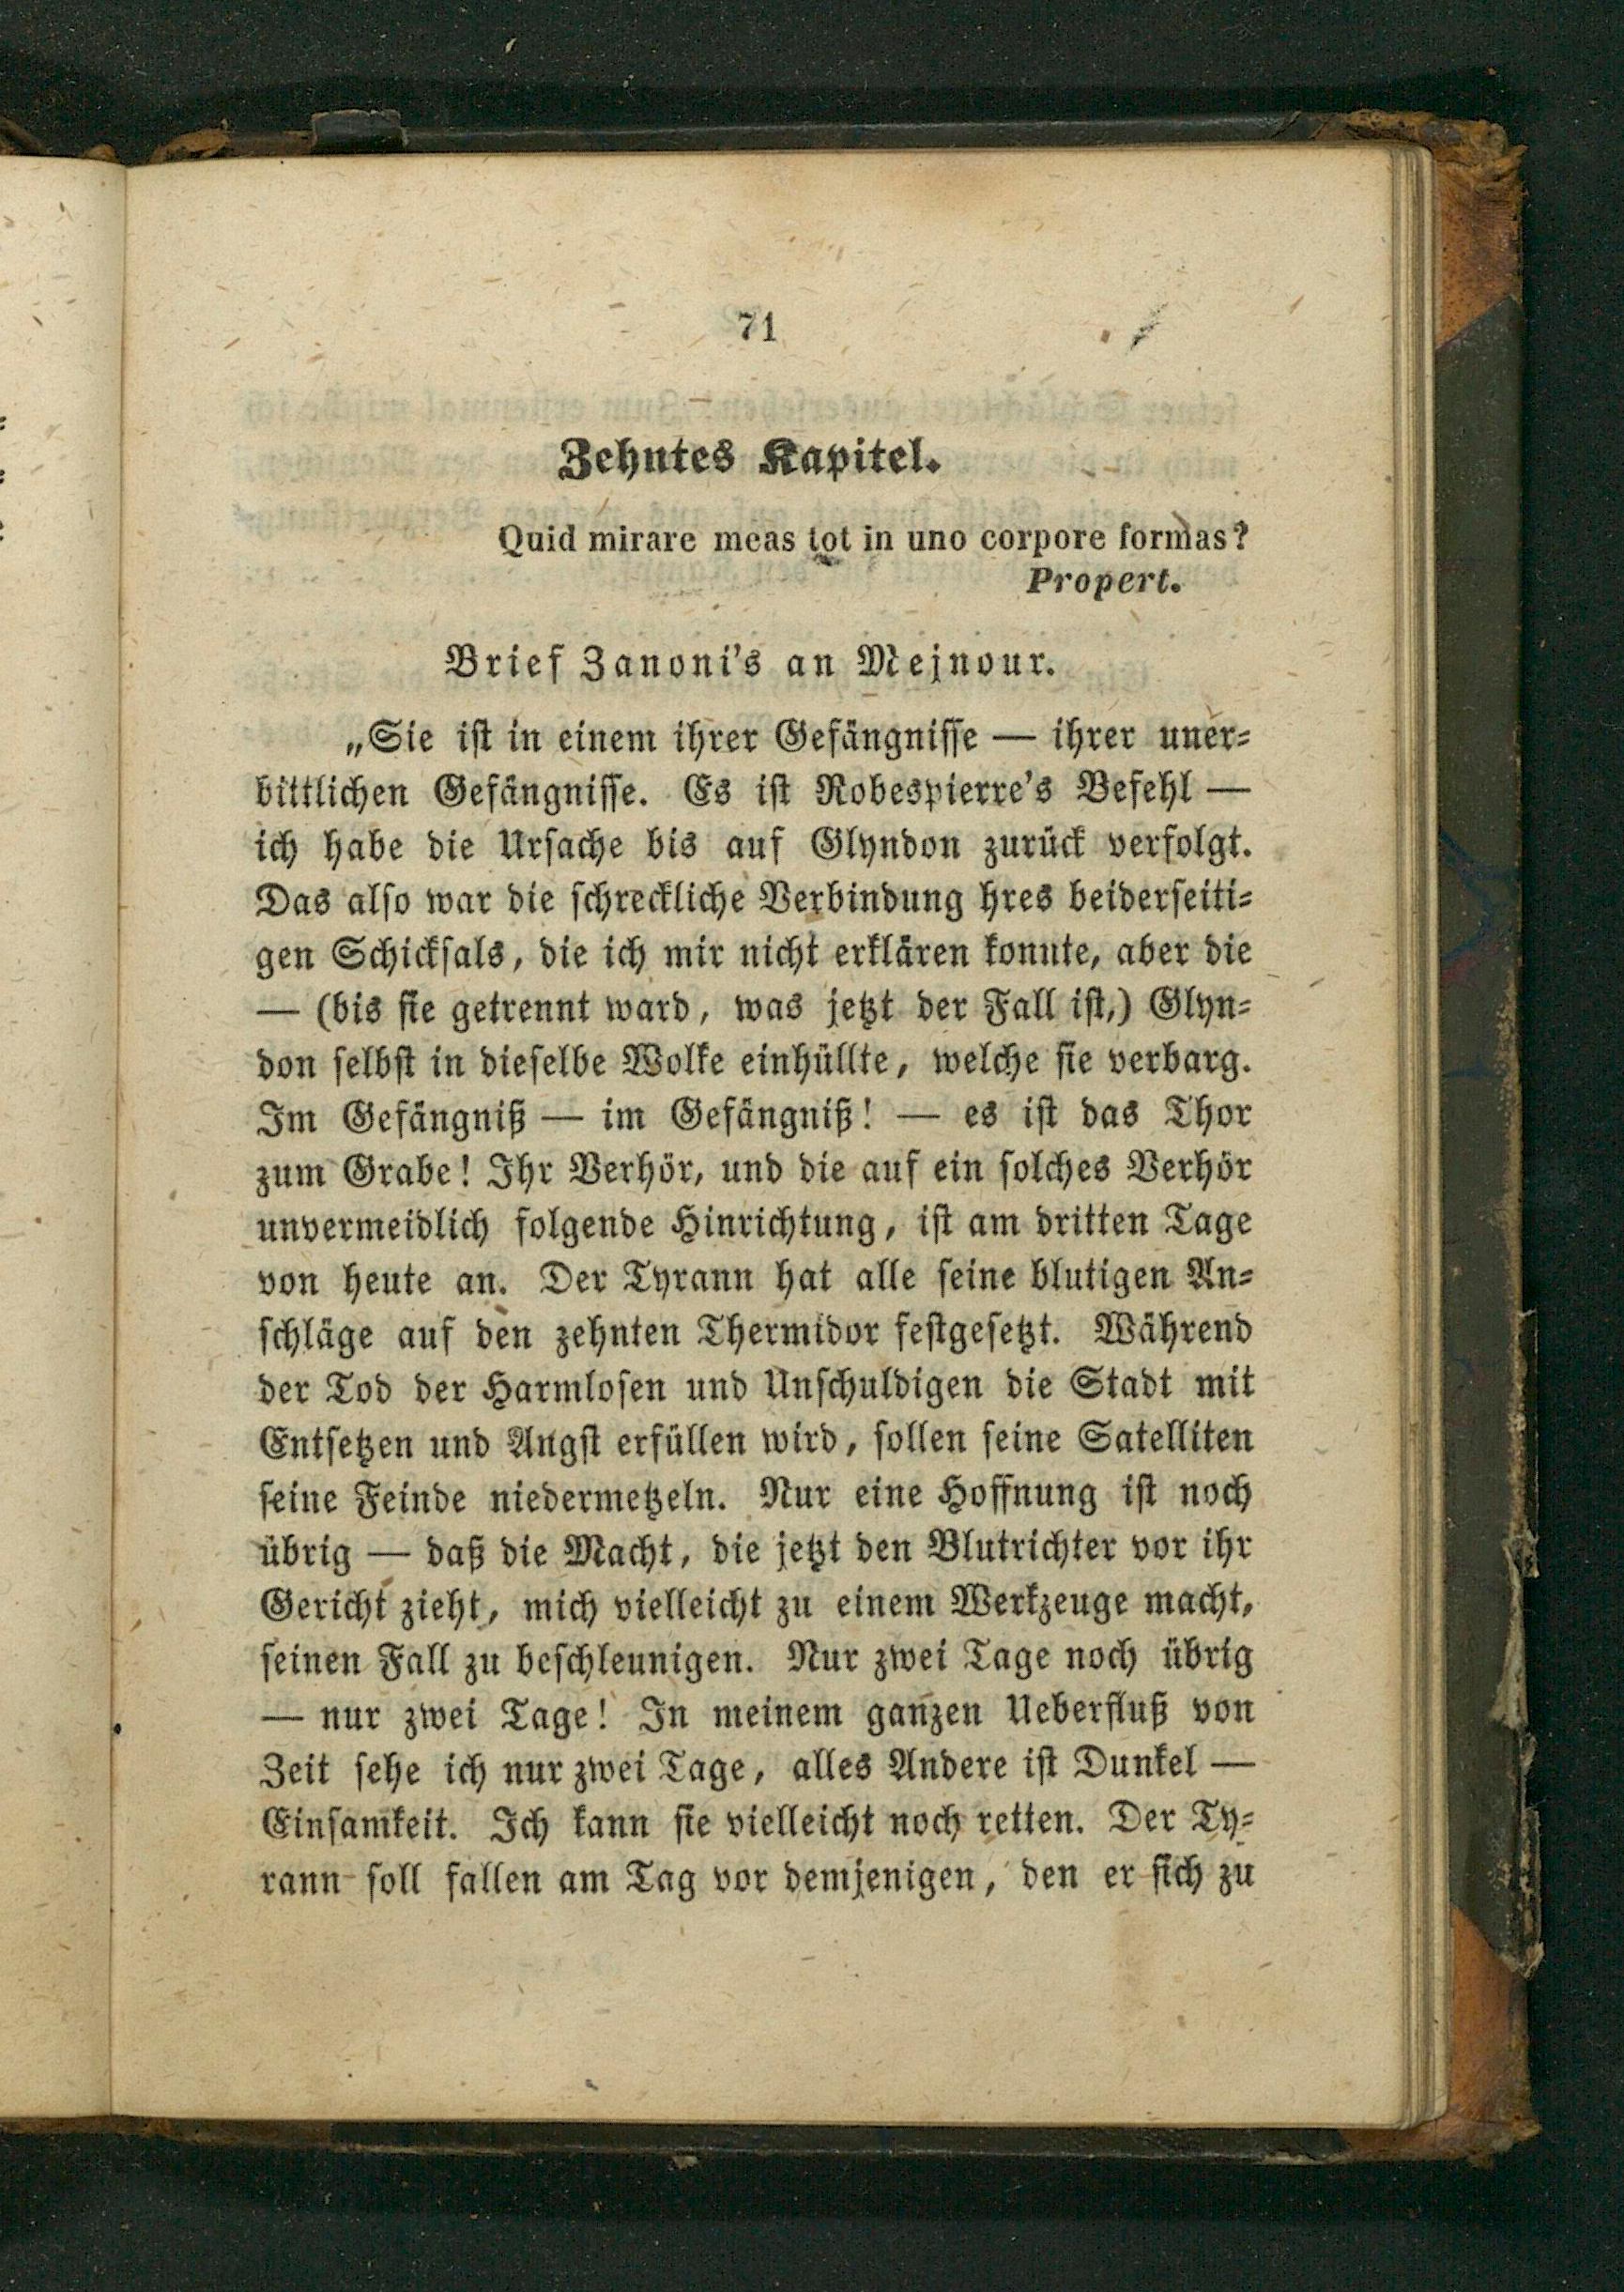 71
Zehntes Kapitel.
Quid mirare meas tot in uno corpore formas?
Propert.
Brief Zanoni's an Mejnour.
„Sie ist in einem ihrer Gefängnisse — ihrer uner-
bittlichen Gefängnisse. Es ist Robespierre's Befehl —
ich habe die Ursache bis auf Glyndon zurück verfolgt.
Das also war die schreckliche Verbindung hres beiderseiti-
gen Schicksals, die ich mir nicht erklären konnte, aber die
— (bis sie getrennt ward, was jetzt der Fall ist,) Glyn-
don selbst in dieselbe Wolke einhüllte, welche sie verbarg.
Im Gefängniß — im Gefängniß! — es ist das Thor
zum Grabe! Ihr Verhör, und die auf ein solches Verhör
unvermeidlich folgende Hinrichtung, ist am dritten Tage
von heute an. Der Tyrann hat alle seine blutigen An-
schläge auf den zehnten Thermidor festgesetzt. Während
der Tod der Harmlosen und Unschuldigen die Stadt mit
Entsetzen und Angst erfüllen wird, sollen seine Satelliten
seine Feinde niedermetzeln. Nur eine Hoffnung ist noch
übrig — daß die Macht, die jetzt den Blutrichter vor ihr
Gericht zieht, mich vielleicht zu einem Werkzeuge macht,
seinen Fall zu beschleunigen. Nur zwei Tage noch übrig
— nur zwei Tage! In meinem ganzen Ueberfluß von
Zeit sehe ich nur zwei Tage, alles Andere ist Dunkel —
Einsamkeit. Ich kann sie vielleicht noch retten. Der Ty-
rann soll fallen am Tag vor demjenigen, den er sich zu